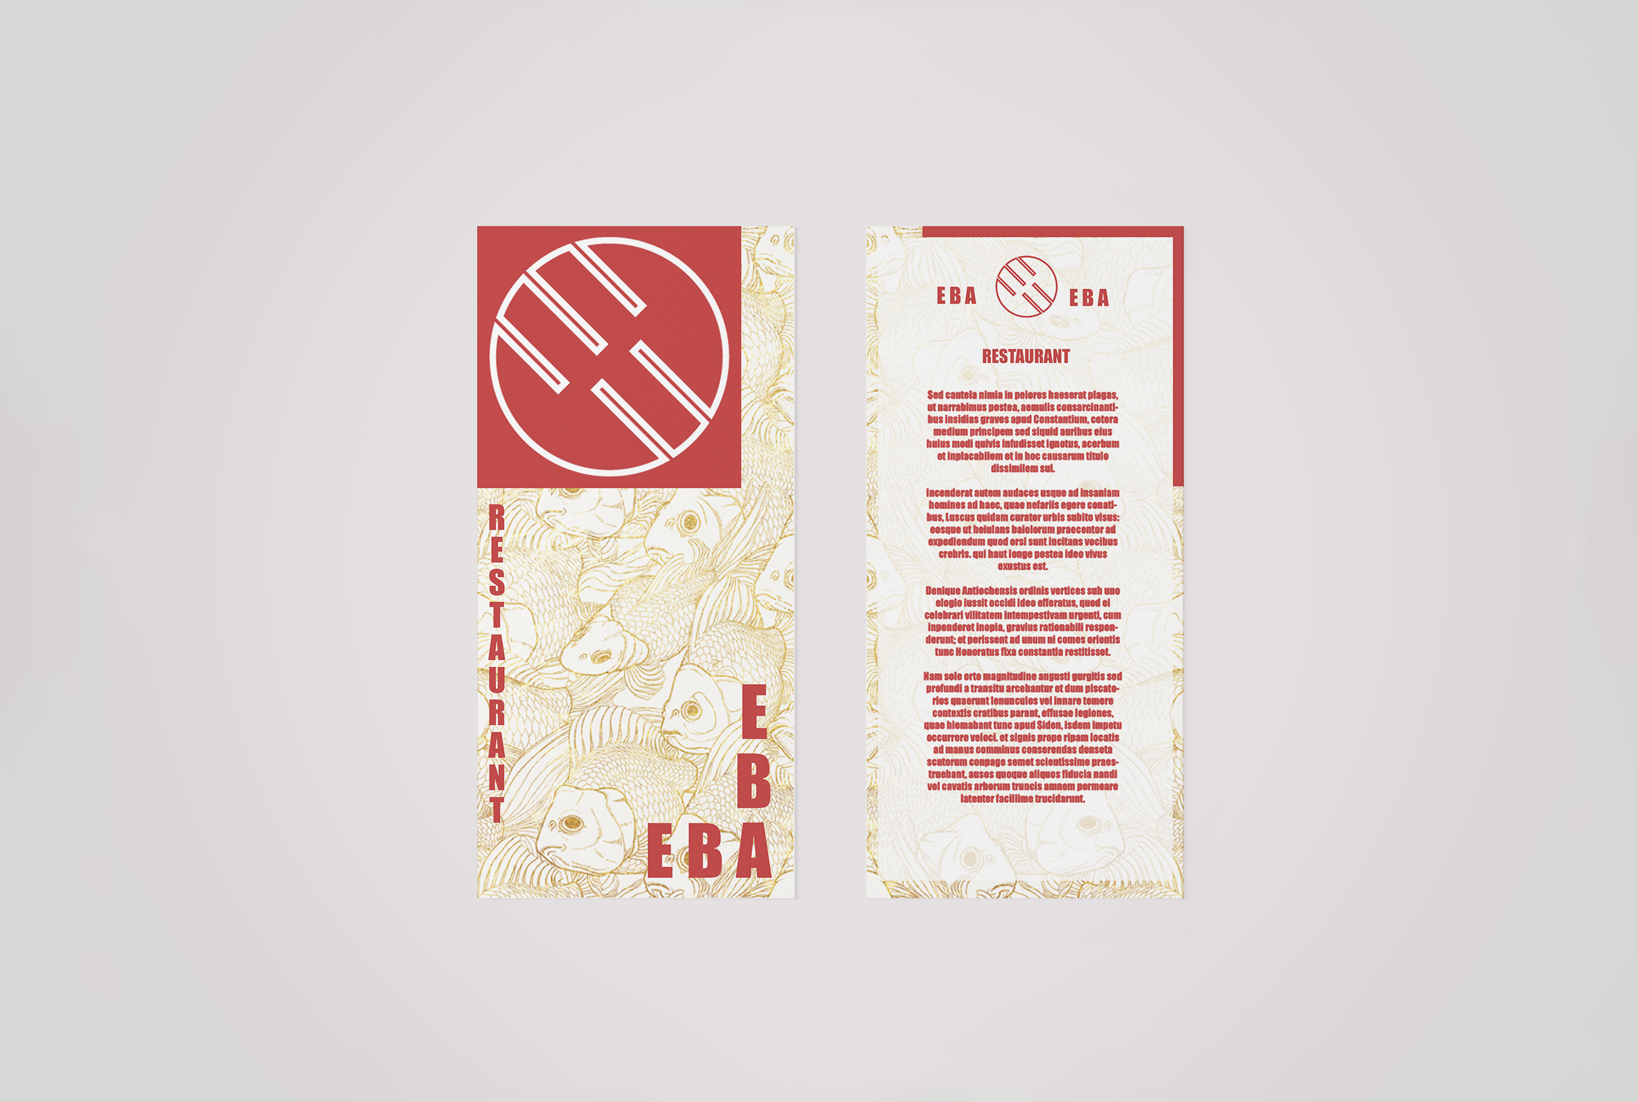 RESTAURANT
E
B
EBA
EBA EBA
RESTAURANT
Sed cautela nimia in peiores haeserat plagas,
ut narrabimus postea, aemulis consarcinanti-
bus insidias graves apud Constantium, cetera
medium principem sed siquid auribus eius
huius modi quivis infudisset ignotus, acerbum
et inplacabilem et in hoc causarum titulo
dissimilem sui.
Incenderat autem audaces usque ad insaniam
homines ad haec, quae nefariis egere conati-
bus, Luscus quidam curator urbis subito visus:
eosque ut heiulans baiolorum praecentor ad
expediendum quod orsi sunt incitans vocibus
crebris. qui haut longe postea ideo vivus
exustus est.
Denique Antiochensis ordinis vertices sub uno
elogio iussit occidi ideo efferatus, quod ei
celebrari vilitatem intempestivam urgenti, cum
inpenderet inopia, gravius rationabili respon-
derunt; et perissent ad unum ni comes orientis
tunc Honoratus fixa constantia restitisset.
Nam sole orto magnitudine angusti gurgitis sed
profundi a transitu arcebantur et dum piscato-
rios quaerunt lenunculos vel innare temere
contextis cratibus parant, effusae legiones,
quae hiemabant tunc apud Siden, isdem impetu
occurrere veloci. et signis prope ripam locatis
ad manus comminus conserendas denseta
scutorum conpage semet scientissime praes-
truebant, ausos quoque aliquos fiducia nandi
vel cavatis arborum truncis amnem permeare
latenter facillime trucidarunt.